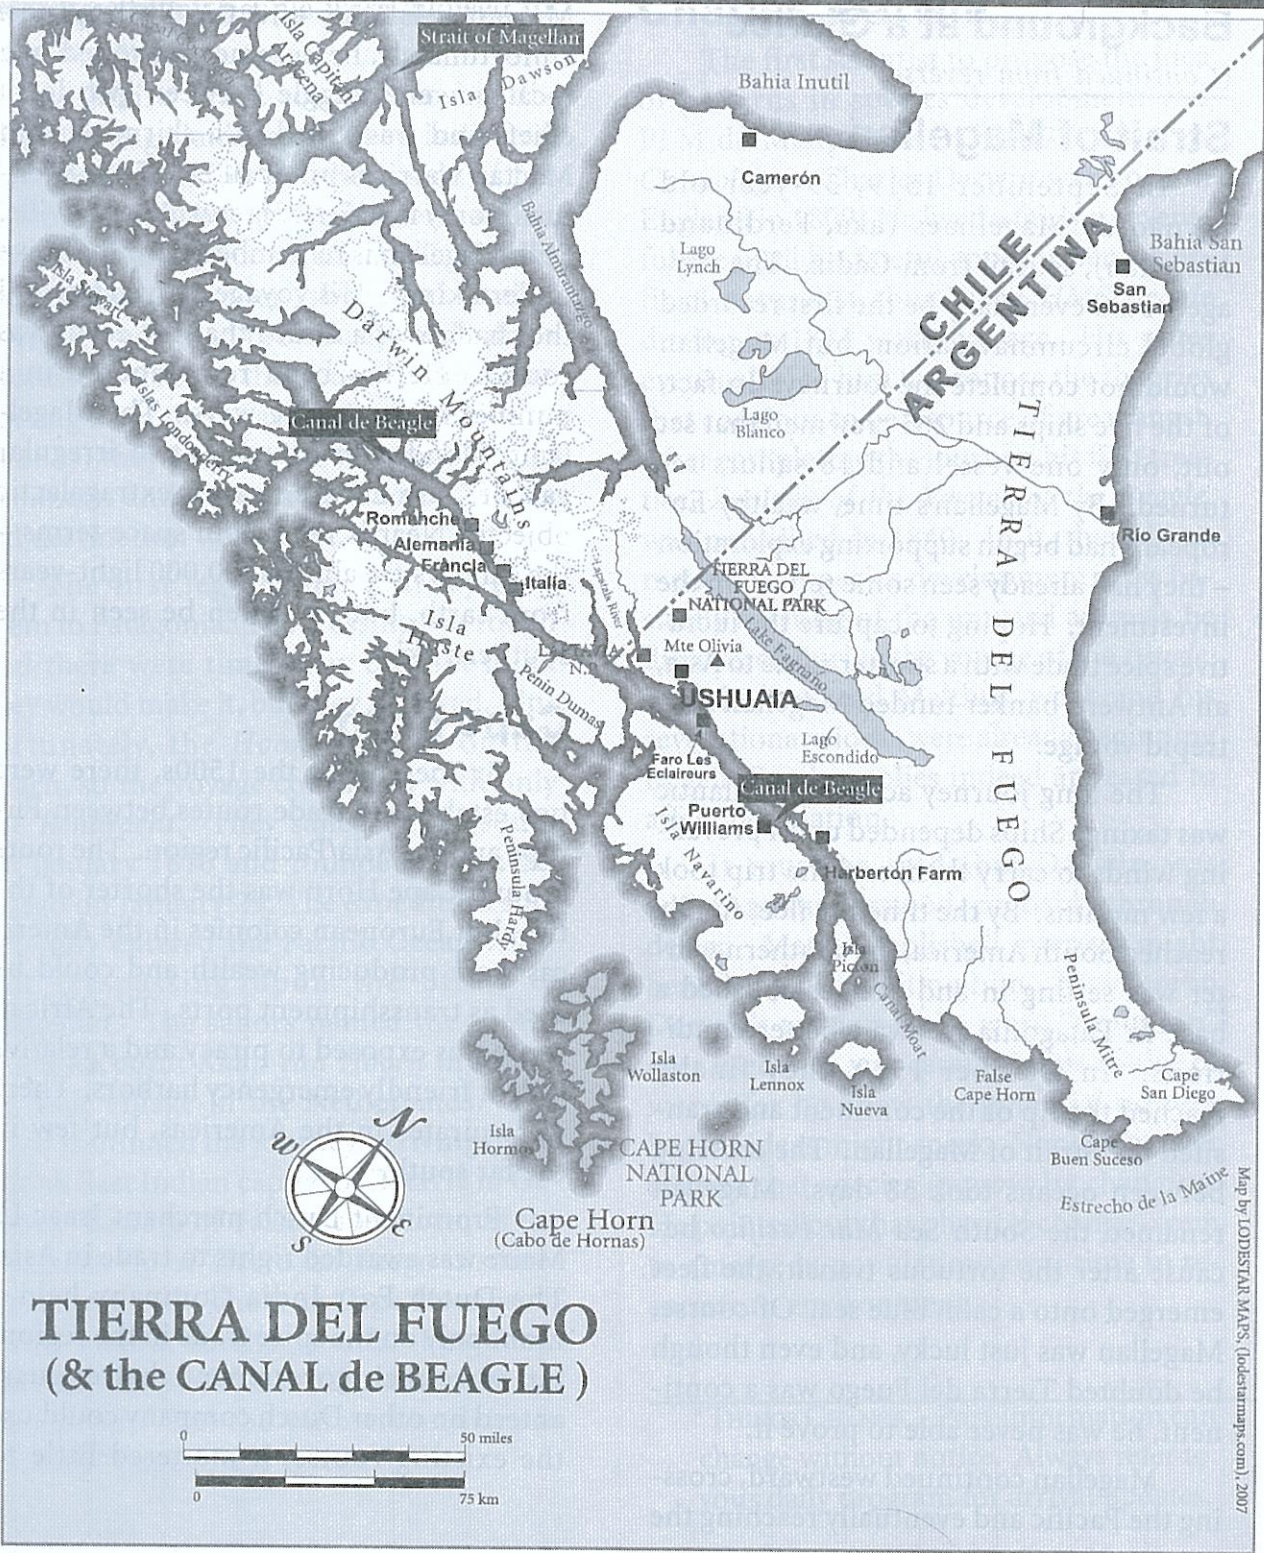 Strait of Magellan
Isla Capitán
Aracena
Isla Dawson
Bahia Inutil
Camerón
Bahia Almirantazgo
Lago
Lynch
CHILE
ARGENTINA
Bahia San
Sebastian
San
Sebastian
Isla Stewart
Darwin Mountains
Islas Londonderry
Canal de Beagle
Lago
Blanco
TIERRA DEL FUEGO
Rio Grande
Romanche
Alemania
Francia
Italia
TIERRA DEL
FUEGO
NATIONAL PARK
Lake Fagnano
Mte Olivia
Isla
Hoste
Penin Dumas
USHUAIA
Lago
Escondido
Faro Les
Eclaireurs
Canal de Beagle
Puerto
Williams
Harberton Farm
Isla Navarino
Peninsula Hardy
Isla
Picton
Canal Moat
Peninsula Mitre
Isla
Wollaston
Isla
Lennox
Isla
Nueva
False
Cape Horn
Cape
San Diego
Cape
Buen Suceso
Estrecho de la Maine
Isla
Hormos
CAPE HORN
NATIONAL
PARK
Cape Horn
(Cabo de Hornas)
N
W
E
S
TIERRA DEL FUEGO
(& the CANAL de BEAGLE )
0 50 miles
0 75 km
Map by LODESTAR MAPS, (lodestarmaps.com), 2007